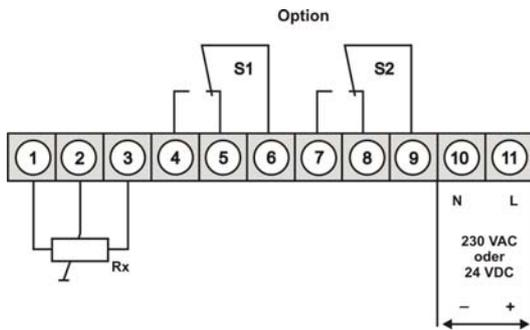 Option
S1
S2
1 2 3 4 5 6 7 8 9 10 11
N L
Rx
230 VAC
oder
24 VDC
– +